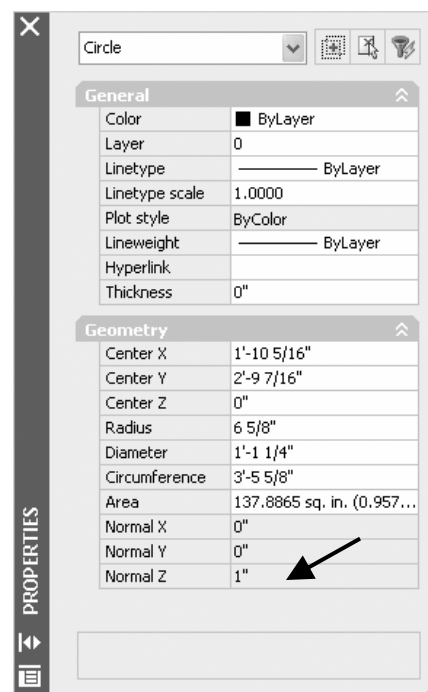 Circle
General
Color ByLayer
Layer 0
Linetype ByLayer
Linetype scale 1.0000
Plot style ByColor
Lineweight ByLayer
Hyperlink
Thickness 0"
Geometry
Center X 1'-10 5/16"
Center Y 2'-9 7/16"
Center Z 0"
Radius 6 5/8"
Diameter 1'-1 1/4"
Circumference 3'-5 5/8"
Area 137.8865 sq. in. (0.957...
Normal X 0"
Normal Y 0"
Normal Z 1"
PROPERTIES